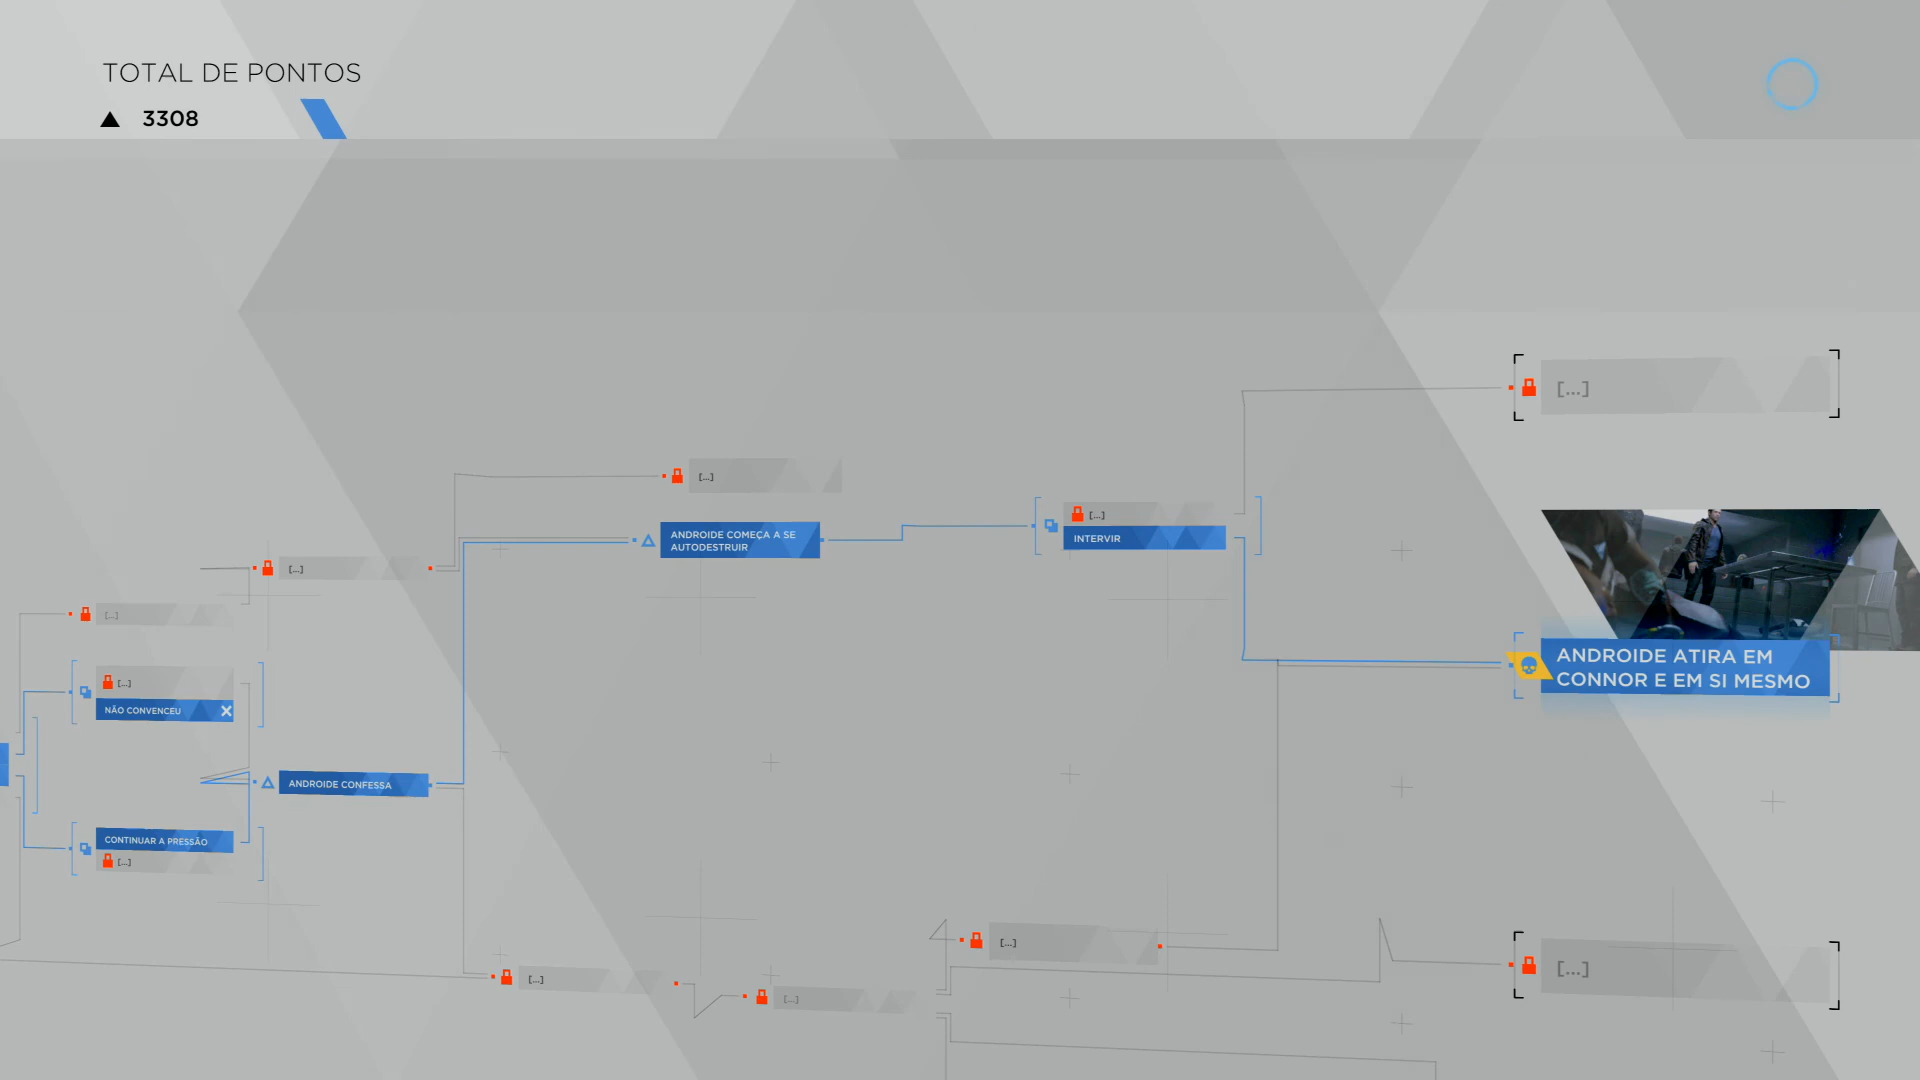 TOTAL DE PONTOS
▲ 3308
[...]
[...]
ANDROIDE COMEÇA A SE
AUTODESTRUIR
[...]
INTERVIR
[...]
[...]
[...]
NÃO CONVENCEU
ANDROIDE ATIRA EM
CONNOR E EM SI MESMO
ANDROIDE CONFESSA
CONTINUAR A PRESSÃO
[...]
[...]
[...]
[...]
[...]